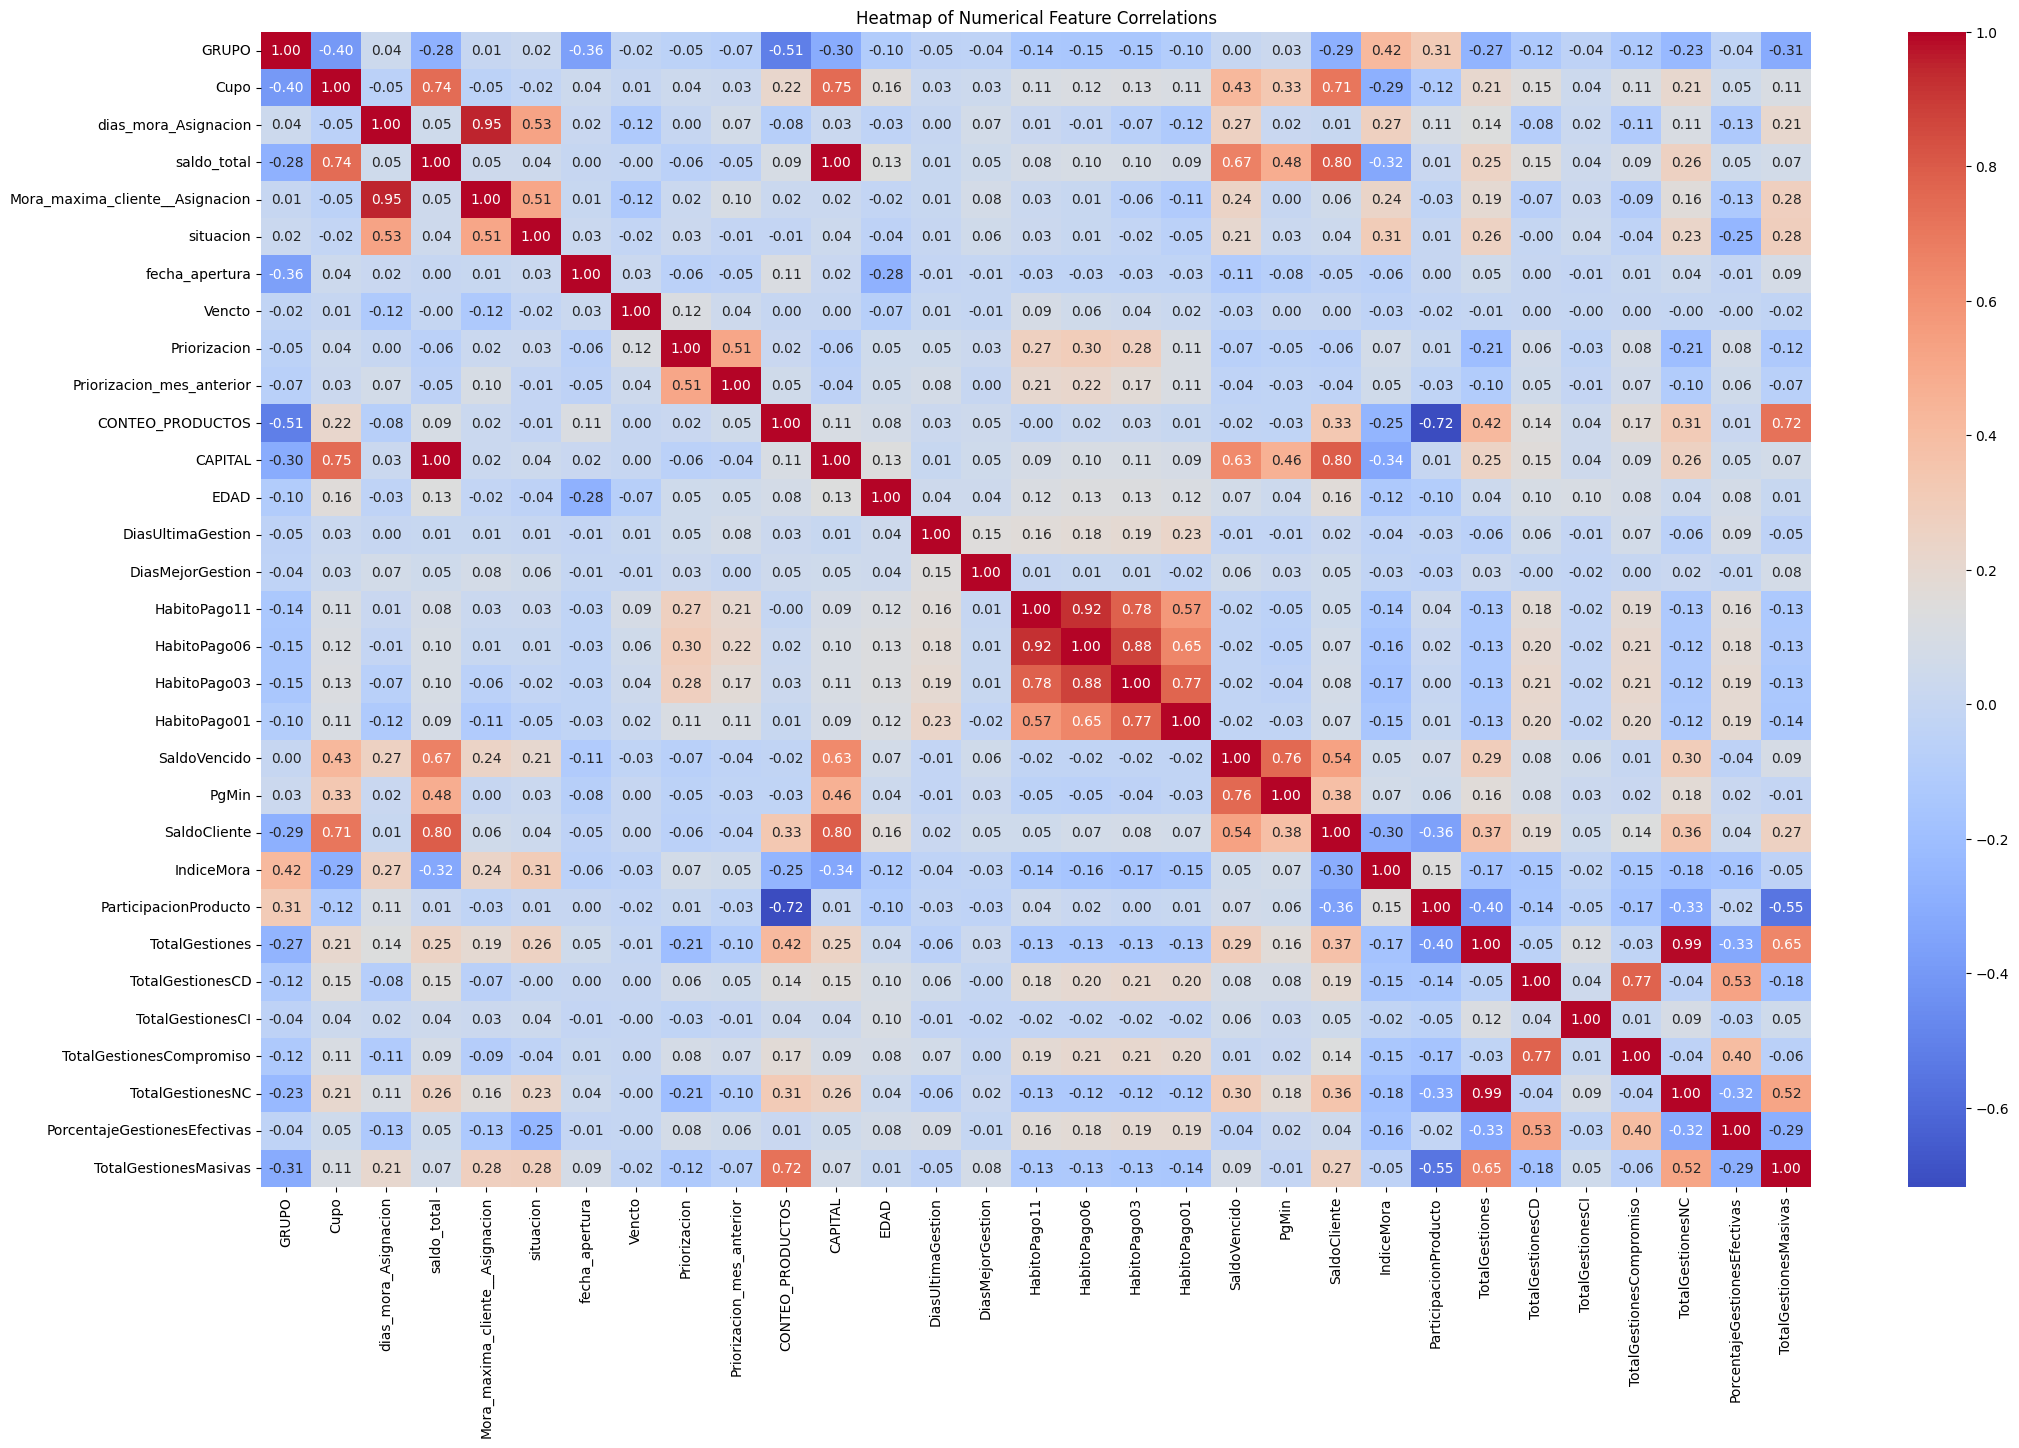 Heatmap of Numerical Feature Correlations
GRUPO 1.00 -0.40 0.04 -0.28 0.01 0.02 -0.36 -0.02 -0.05 -0.07 -0.51 -0.30 -0.10 -0.05 -0.04 -0.14 -0.15 -0.15 -0.10 0.00 0.03 -0.29 0.42 0.31 -0.27 -0.12 -0.04 -0.12 -0.23 -0.04 -0.31
Cupo -0.40 1.00 -0.05 0.74 -0.05 -0.02 0.04 0.01 0.04 0.03 0.22 0.75 0.16 0.03 0.03 0.11 0.12 0.13 0.11 0.43 0.33 0.71 -0.29 -0.12 0.21 0.15 0.04 0.11 0.21 0.05 0.11
dias_mora_Asignacion 0.04 -0.05 1.00 0.05 0.95 0.53 0.02 -0.12 0.00 0.07 -0.08 0.03 -0.03 0.00 0.07 0.01 -0.01 -0.07 -0.12 0.27 0.02 0.01 0.27 0.11 0.14 -0.08 0.02 -0.11 0.11 -0.13 0.21
saldo_total -0.28 0.74 0.05 1.00 0.05 0.04 0.00 -0.00 -0.06 -0.05 0.09 1.00 0.13 0.01 0.05 0.08 0.10 0.10 0.09 0.67 0.48 0.80 -0.32 0.01 0.25 0.15 0.04 0.09 0.26 0.05 0.07
Mora_maxima_cliente__Asignacion 0.01 -0.05 0.95 0.05 1.00 0.51 0.01 -0.12 0.02 0.10 0.02 0.02 -0.02 0.01 0.08 0.03 0.01 -0.06 -0.11 0.24 0.00 0.06 0.24 -0.03 0.19 -0.07 0.03 -0.09 0.16 -0.13 0.28
situacion 0.02 -0.02 0.53 0.04 0.51 1.00 0.03 -0.02 0.03 -0.01 -0.01 0.04 -0.04 0.01 0.06 0.03 0.01 -0.02 -0.05 0.21 0.03 0.04 0.31 0.01 0.26 -0.00 0.04 -0.04 0.23 -0.25 0.28
fecha_apertura -0.36 0.04 0.02 0.00 0.01 0.03 1.00 0.03 -0.06 -0.05 0.11 0.02 -0.28 -0.01 -0.01 -0.03 -0.03 -0.03 -0.03 -0.11 -0.08 -0.05 -0.06 0.00 0.05 0.00 -0.01 0.01 0.04 -0.01 0.09
Vencto -0.02 0.01 -0.12 -0.00 -0.12 -0.02 0.03 1.00 0.12 0.04 0.00 0.00 -0.07 0.01 -0.01 0.09 0.06 0.04 0.02 -0.03 0.00 0.00 -0.03 -0.02 -0.01 0.00 -0.00 0.00 -0.00 -0.00 -0.02
Priorizacion -0.05 0.04 0.00 -0.06 0.02 0.03 -0.06 0.12 1.00 0.51 0.02 -0.06 0.05 0.05 0.03 0.27 0.30 0.28 0.11 -0.07 -0.05 -0.06 0.07 0.01 -0.21 0.06 -0.03 0.08 -0.21 0.08 -0.12
Priorizacion_mes_anterior -0.07 0.03 0.07 -0.05 0.10 -0.01 -0.05 0.04 0.51 1.00 0.05 -0.04 0.05 0.08 0.00 0.21 0.22 0.17 0.11 -0.04 -0.03 -0.04 0.05 -0.03 -0.10 0.05 -0.01 0.07 -0.10 0.06 -0.07
CONTEO_PRODUCTOS -0.51 0.22 -0.08 0.09 0.02 -0.01 0.11 0.00 0.02 0.05 1.00 0.11 0.08 0.03 0.05 -0.00 0.02 0.03 0.01 -0.02 -0.03 0.33 -0.25 -0.72 0.42 0.14 0.04 0.17 0.31 0.01 0.72
CAPITAL -0.30 0.75 0.03 1.00 0.02 0.04 0.02 0.00 -0.06 -0.04 0.11 1.00 0.13 0.01 0.05 0.09 0.10 0.11 0.09 0.63 0.46 0.80 -0.34 0.01 0.25 0.15 0.04 0.09 0.26 0.05 0.07
EDAD -0.10 0.16 -0.03 0.13 -0.02 -0.04 -0.28 -0.07 0.05 0.05 0.08 0.13 1.00 0.04 0.04 0.12 0.13 0.13 0.12 0.07 0.04 0.16 -0.12 -0.10 0.04 0.10 0.10 0.08 0.04 0.08 0.01
DiasUltimaGestion -0.05 0.03 0.00 0.01 0.01 0.01 -0.01 0.01 0.05 0.08 0.03 0.01 0.04 1.00 0.15 0.16 0.18 0.19 0.23 -0.01 -0.01 0.02 -0.04 -0.03 -0.06 0.06 -0.01 0.07 -0.06 0.09 -0.05
DiasMejorGestion -0.04 0.03 0.07 0.05 0.08 0.06 -0.01 -0.01 0.03 0.00 0.05 0.05 0.04 0.15 1.00 0.01 0.01 0.01 -0.02 0.06 0.03 0.05 -0.03 -0.03 0.03 -0.00 -0.02 0.00 0.02 -0.01 0.08
HabitoPago11 -0.14 0.11 0.01 0.08 0.03 0.03 -0.03 0.09 0.27 0.21 -0.00 0.09 0.12 0.16 0.01 1.00 0.92 0.78 0.57 -0.02 -0.05 0.05 -0.14 0.04 -0.13 0.18 -0.02 0.19 -0.13 0.16 -0.13
HabitoPago06 -0.15 0.12 -0.01 0.10 0.01 0.01 -0.03 0.06 0.30 0.22 0.02 0.10 0.13 0.18 0.01 0.92 1.00 0.88 0.65 -0.02 -0.05 0.07 -0.16 0.02 -0.13 0.20 -0.02 0.21 -0.12 0.18 -0.13
HabitoPago03 -0.15 0.13 -0.07 0.10 -0.06 -0.02 -0.03 0.04 0.28 0.17 0.03 0.11 0.13 0.19 0.01 0.78 0.88 1.00 0.77 -0.02 -0.04 0.08 -0.17 0.00 -0.13 0.21 -0.02 0.21 -0.12 0.19 -0.13
HabitoPago01 -0.10 0.11 -0.12 0.09 -0.11 -0.05 -0.03 0.02 0.11 0.11 0.01 0.09 0.12 0.23 -0.02 0.57 0.65 0.77 1.00 -0.02 -0.03 0.07 -0.15 0.01 -0.13 0.20 -0.02 0.20 -0.12 0.19 -0.14
SaldoVencido 0.00 0.43 0.27 0.67 0.24 0.21 -0.11 -0.03 -0.07 -0.04 -0.02 0.63 0.07 -0.01 0.06 -0.02 -0.02 -0.02 -0.02 1.00 0.76 0.54 0.05 0.07 0.29 0.08 0.06 0.01 0.30 -0.04 0.09
PgMin 0.03 0.33 0.02 0.48 0.00 0.03 -0.08 0.00 -0.05 -0.03 -0.03 0.46 0.04 -0.01 0.03 -0.05 -0.05 -0.04 -0.03 0.76 1.00 0.38 0.07 0.06 0.16 0.08 0.03 0.02 0.18 0.02 -0.01
SaldoCliente -0.29 0.71 0.01 0.80 0.06 0.04 -0.05 0.00 -0.06 -0.04 0.33 0.80 0.16 0.02 0.05 0.05 0.07 0.08 0.07 0.54 0.38 1.00 -0.30 -0.36 0.37 0.19 0.05 0.14 0.36 0.04 0.27
IndiceMora 0.42 -0.29 0.27 -0.32 0.24 0.31 -0.06 -0.03 0.07 0.05 -0.25 -0.34 -0.12 -0.04 -0.03 -0.14 -0.16 -0.17 -0.15 0.05 0.07 -0.30 1.00 0.15 -0.17 -0.15 -0.02 -0.15 -0.18 -0.16 -0.05
ParticipacionProducto 0.31 -0.12 0.11 0.01 -0.03 0.01 0.00 -0.02 0.01 -0.03 -0.72 0.01 -0.10 -0.03 -0.03 0.04 0.02 0.00 0.01 0.07 0.06 -0.36 0.15 1.00 -0.40 -0.14 -0.05 -0.17 -0.33 -0.02 -0.55
TotalGestiones -0.27 0.21 0.14 0.25 0.19 0.26 0.05 -0.01 -0.21 -0.10 0.42 0.25 0.04 -0.06 0.03 -0.13 -0.13 -0.13 -0.13 0.29 0.16 0.37 -0.17 -0.40 1.00 -0.05 0.12 -0.03 0.99 -0.33 0.65
TotalGestionesCD -0.12 0.15 -0.08 0.15 -0.07 -0.00 0.00 0.00 0.06 0.05 0.14 0.15 0.10 0.06 -0.00 0.18 0.20 0.21 0.20 0.08 0.08 0.19 -0.15 -0.14 -0.05 1.00 0.04 0.77 -0.04 0.53 -0.18
TotalGestionesCI -0.04 0.04 0.02 0.04 0.03 0.04 -0.01 -0.00 -0.03 -0.01 0.04 0.04 0.10 -0.01 -0.02 -0.02 -0.02 -0.02 -0.02 0.06 0.03 0.05 -0.02 -0.05 0.12 0.04 1.00 0.01 0.09 -0.03 0.05
TotalGestionesCompromiso -0.12 0.11 -0.11 0.09 -0.09 -0.04 0.01 0.00 0.08 0.07 0.17 0.09 0.08 0.07 0.00 0.19 0.21 0.21 0.20 0.01 0.02 0.14 -0.15 -0.17 -0.03 0.77 0.01 1.00 -0.04 0.40 -0.06
TotalGestionesNC -0.23 0.21 0.11 0.26 0.16 0.23 0.04 -0.00 -0.21 -0.10 0.31 0.26 0.04 -0.06 0.02 -0.13 -0.12 -0.12 -0.12 0.30 0.18 0.36 -0.18 -0.33 0.99 -0.04 0.09 -0.04 1.00 -0.32 0.52
PorcentajeGestionesEfectivas -0.04 0.05 -0.13 0.05 -0.13 -0.25 -0.01 -0.00 0.08 0.06 0.01 0.05 0.08 0.09 -0.01 0.16 0.18 0.19 0.19 -0.04 0.02 0.04 -0.16 -0.02 -0.33 0.53 -0.03 0.40 -0.32 1.00 -0.29
TotalGestionesMasivas -0.31 0.11 0.21 0.07 0.28 0.28 0.09 -0.02 -0.12 -0.07 0.72 0.07 0.01 -0.05 0.08 -0.13 -0.13 -0.13 -0.14 0.09 -0.01 0.27 -0.05 -0.55 0.65 -0.18 0.05 -0.06 0.52 -0.29 1.00
GRUPO
Cupo
dias_mora_Asignacion
saldo_total
Mora_maxima_cliente__Asignacion
situacion
fecha_apertura
Vencto
Priorizacion
Priorizacion_mes_anterior
CONTEO_PRODUCTOS
CAPITAL
EDAD
DiasUltimaGestion
DiasMejorGestion
HabitoPago11
HabitoPago06
HabitoPago03
HabitoPago01
SaldoVencido
PgMin
SaldoCliente
IndiceMora
ParticipacionProducto
TotalGestiones
TotalGestionesCD
TotalGestionesCI
TotalGestionesCompromiso
TotalGestionesNC
PorcentajeGestionesEfectivas
TotalGestionesMasivas
1.0
0.8
0.6
0.4
0.2
0.0
−0.2
−0.4
−0.6